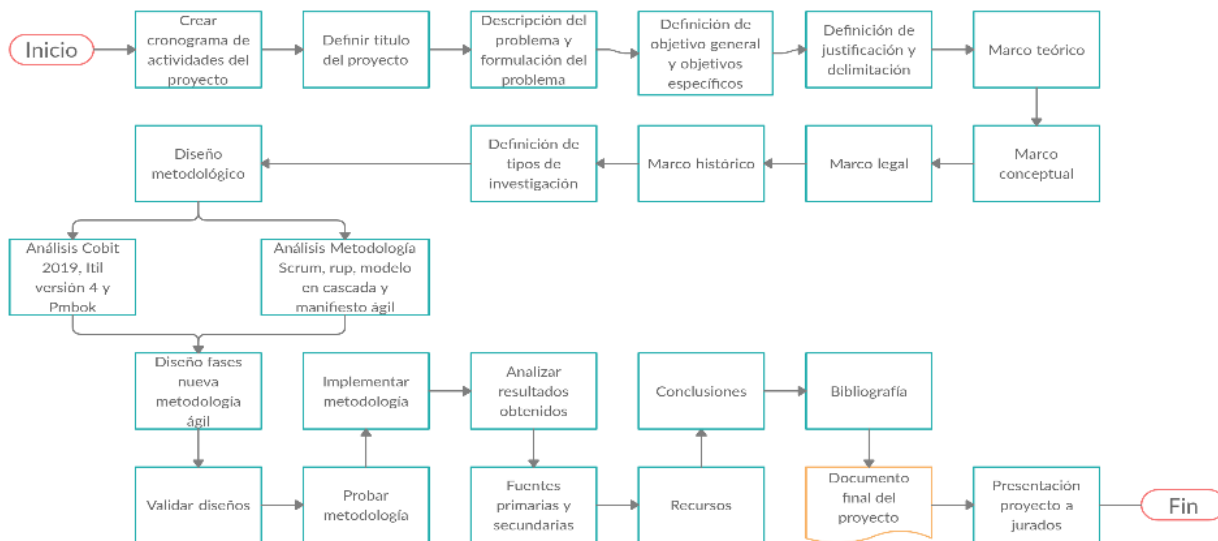 Inicio
Crear
cronograma de
actividades del
proyecto
Definir título
del proyecto
Descripción del
problema y
formulación del
problema
Definición de
objetivo general
y objetivos
específicos
Definición de
justificación y
delimitación
Marco teórico
Diseño
metodológico
Definición de
tipos de
investigación
Marco histórico
Marco legal
Marco
conceptual
Análisis Cobit
2019, Itil
versión 4 y
Pmbok
Análisis Metodología
Scrum, rup, modelo
en cascada y
manifiesto ágil
Diseño fases
nueva
metodología
ágil
Implementar
metodología
Analizar
resultados
obtenidos
Conclusiones
Bibliografía
Validar diseños
Probar
metodología
Fuentes
primarias y
secundarias
Recursos
Documento
final del
proyecto
Presentación
proyecto a
jurados
Fin